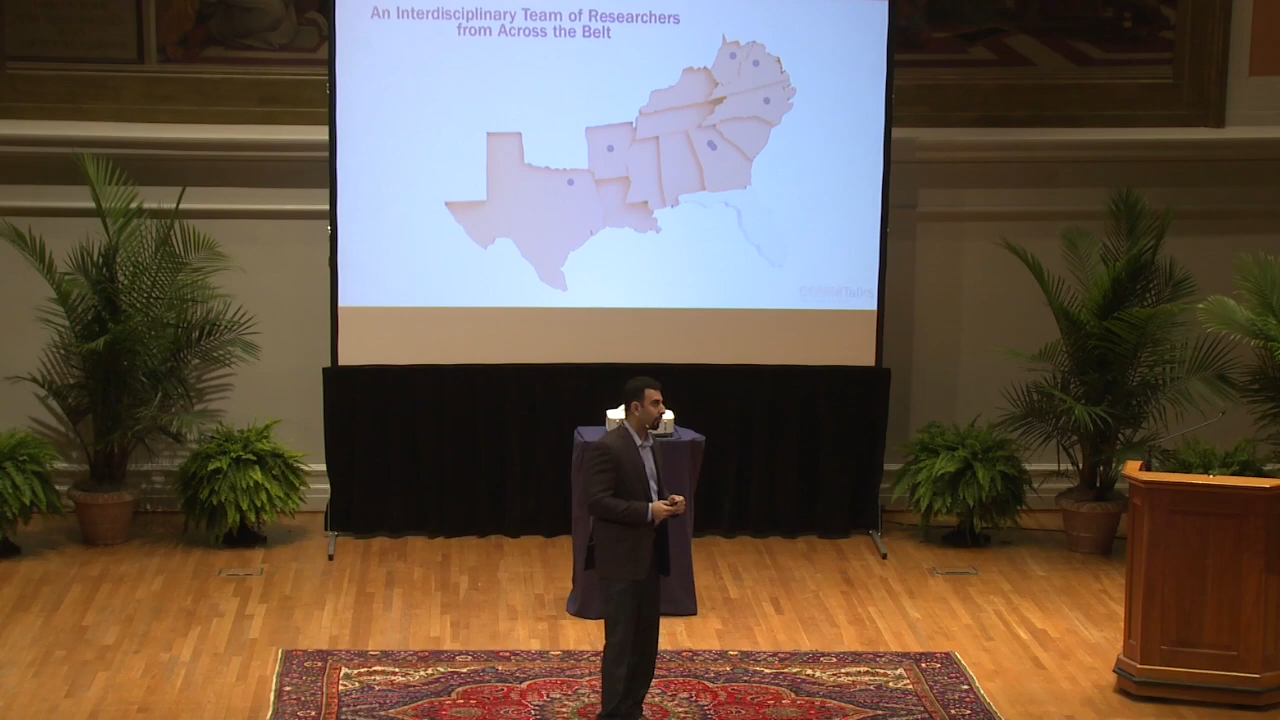 An Interdisciplinary Team of Researchers
from Across the Belt